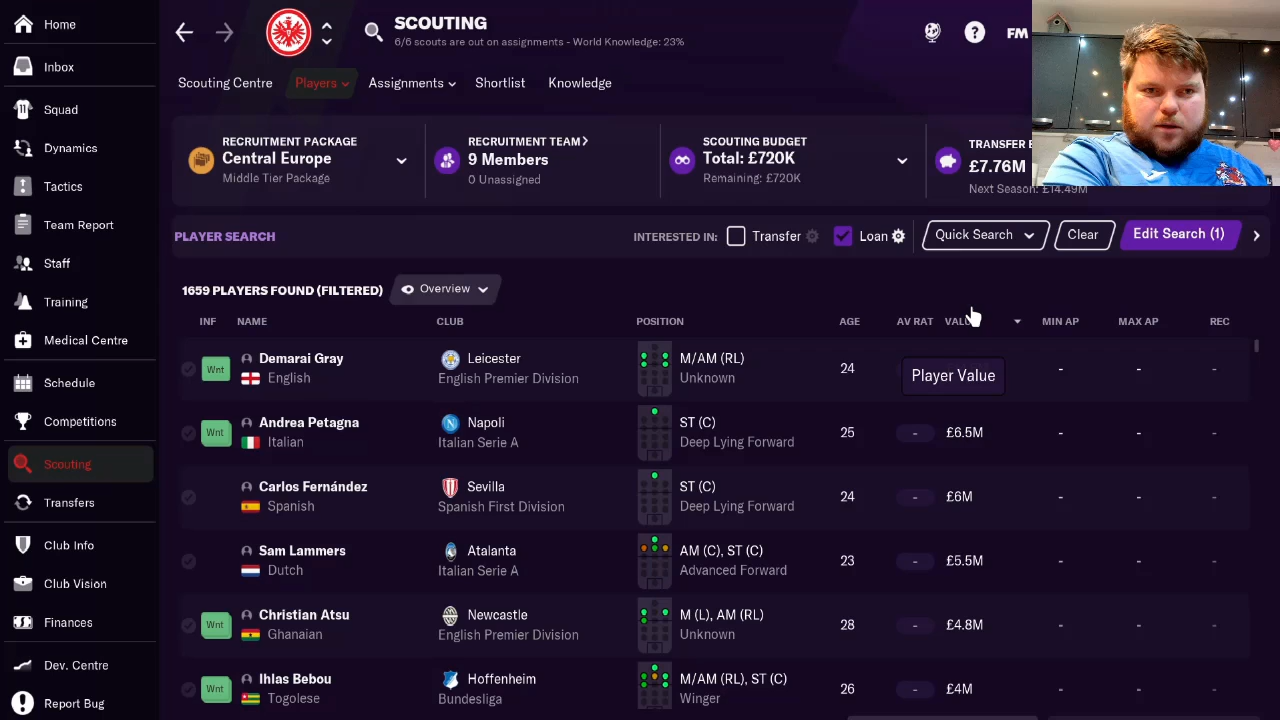 Home
Inbox
Squad
Dynamics
Tactics
Team Report
Staff
Training
Medical Centre
Schedule
Competitions
Scouting
Transfers
Club Info
Club Vision
Finances
Dev. Centre
Report Bug
SCOUTING
6/6 scouts are out on assignments - World Knowledge: 23%
? FM
Scouting Centre Players Assignments Shortlist Knowledge
RECRUITMENT PACKAGE
Central Europe
Middle Tier Package
RECRUITMENT TEAM
9 Members
0 Unassigned
SCOUTING BUDGET
Total: £720K
Remaining: £720K
TRANSFER
£7.76M
Next Season: £14.49M
PLAYER SEARCH INTERESTED IN: Transfer Loan Quick Search Clear Edit Search (1)
1659 PLAYERS FOUND (FILTERED) Overview
INF NAME CLUB POSITION AGE AV RAT MIN AP MAX AP REC
Wnt Demarai Gray Leicester M/AM (RL) 24 - -  -
English English Premier Division Unknown
Player Value
Wnt Andrea Petagna Napoli ST (C) 25 - £6.5M - - -
Italian Italian Serie A Deep Lying Forward
Carlos Fernández Sevilla ST (C) 24 - £6M - - -
Spanish Spanish First Division Deep Lying Forward
Sam Lammers Atalanta AM (C), ST (C) 23 - £5.5M - - -
Dutch Italian Serie A Advanced Forward
Wnt Christian Atsu Newcastle M (L), AM (RL) 28 - £4.8M - - -
Ghanaian English Premier Division Unknown
Wnt Ihlas Bebou Hoffenheim M/AM (RL), ST (C) 26 - £4M - - -
Togolese Bundesliga Winger